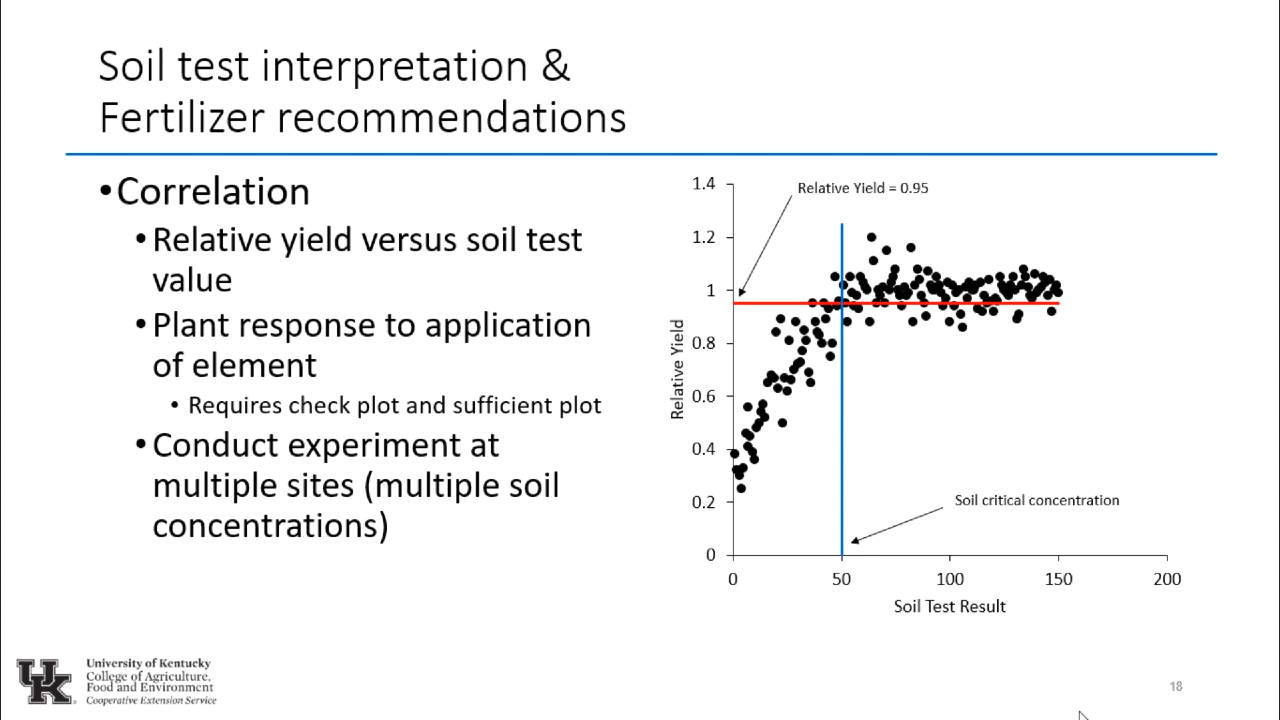 Soil test interpretation &
Fertilizer recommendations
•Correlation
•Relative yield versus soil test
value
•Plant response to application
of element
• Requires check plot and sufficient plot
•Conduct experiment at
multiple sites (multiple soil
concentrations)
Relative Yield = 0.95
1.4
1.2
1
0.8
0.6
0.4
0.2
0
Relative Yield
Soil critical concentration
0 50 100 150 200
Soil Test Result
UK
University of Kentucky
College of Agriculture,
Food and Environment
Cooperative Extension Service
18